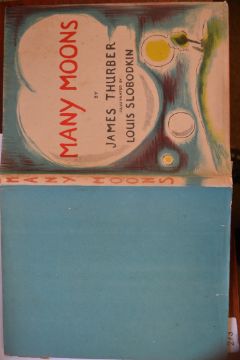 MANY MOONS
BY
JAMES THURBER
ILLUSTRATED BY
LOUIS SLOBODKIN
MANY MOONS